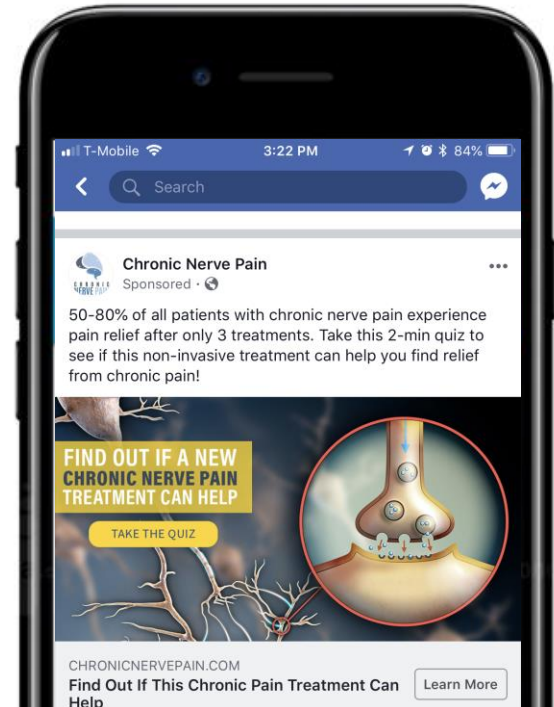 T-Mobile 3:22 PM 84%
Search
Chronic Nerve Pain
Sponsored ·
CHRONIC
NERVE PAIN
50-80% of all patients with chronic nerve pain experience
pain relief after only 3 treatments. Take this 2-min quiz to
see if this non-invasive treatment can help you find relief
from chronic pain!
FIND OUT IF A NEW
CHRONIC NERVE PAIN
TREATMENT CAN HELP
TAKE THE QUIZ
CHRONICNERVEPAIN.COM
Find Out If This Chronic Pain Treatment Can
Help
Learn More